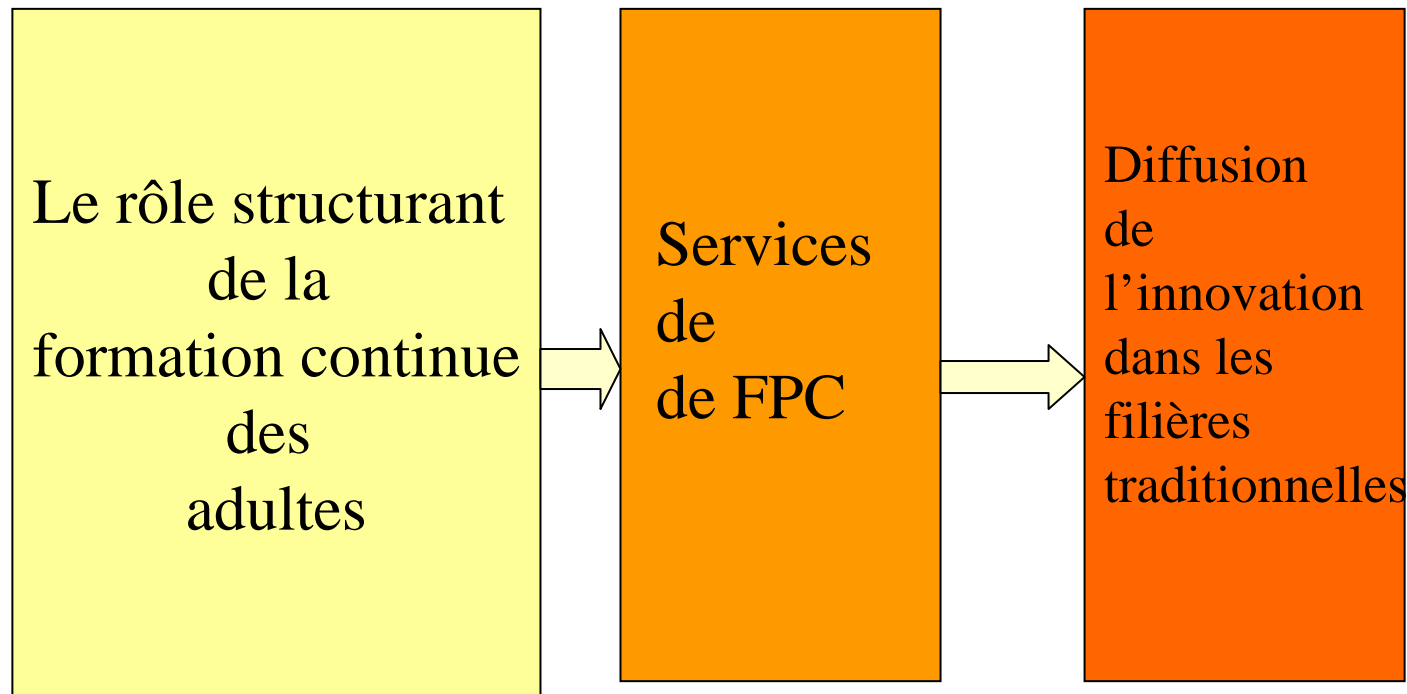 Le rôle structurant
de la
formation continue
des
adultes
Services
de
de FPC
Diffusion
de
l’innovation
dans les
filières
traditionnelles